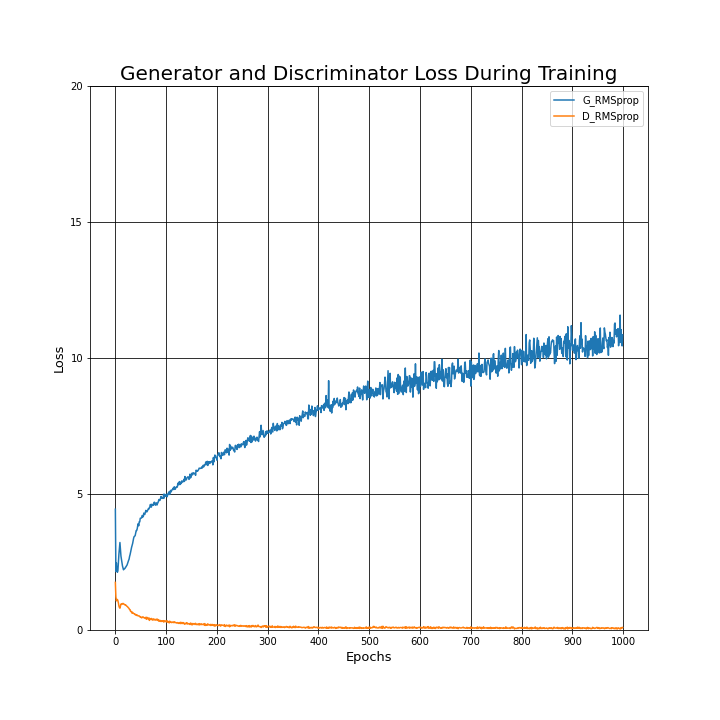 Generator and Discriminator Loss During Training
G_RMSprop
D_RMSprop
20
15
10
5
0
Loss
0 100 200 300 400 500 600 700 800 900 1000
Epochs